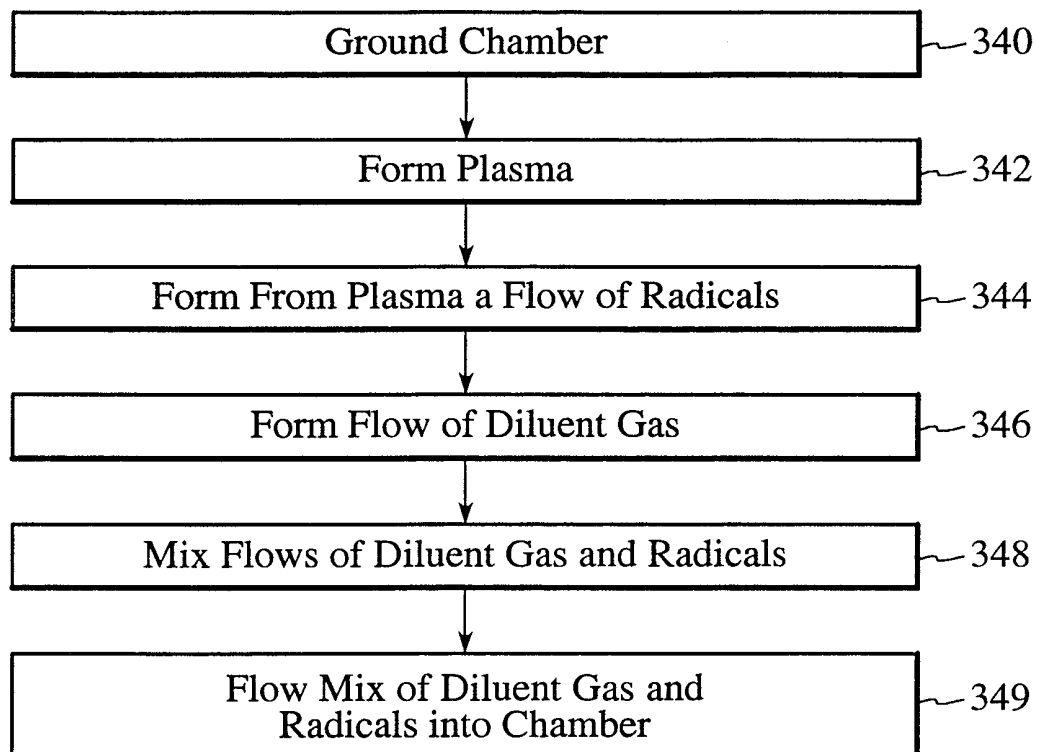 Ground Chamber 340
Form Plasma 342
Form From Plasma a Flow of Radicals 344
Form Flow of Diluent Gas 346
Mix Flows of Diluent Gas and Radicals 348
Flow Mix of Diluent Gas and
Radicals into Chamber 349